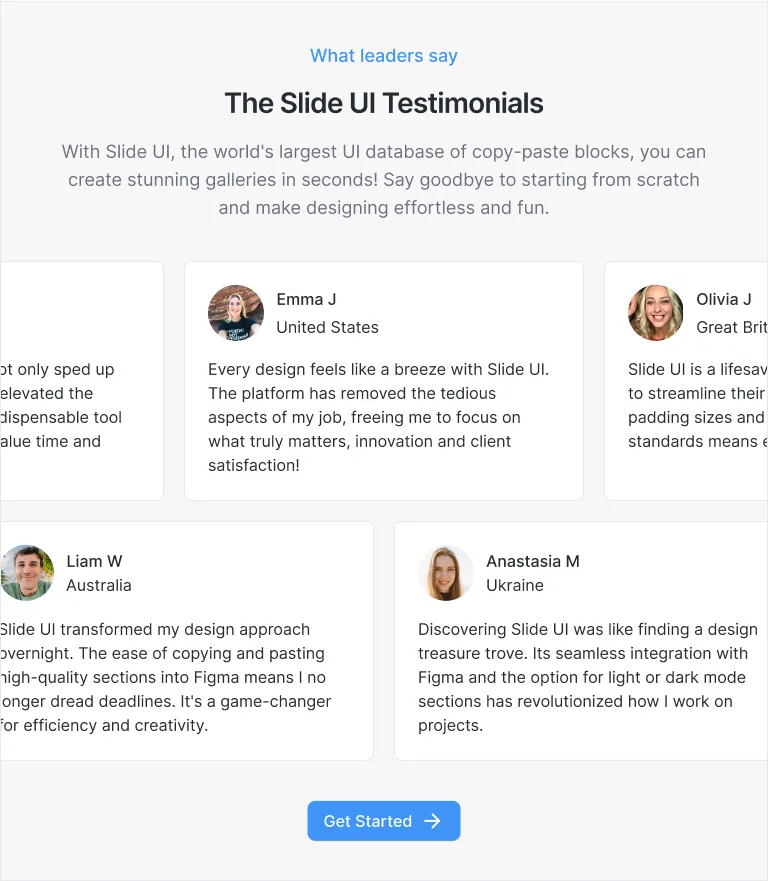 What leaders say
The Slide UI Testimonials
With Slide UI, the world's largest UI database of copy-paste blocks, you can
create stunning galleries in seconds! Say goodbye to starting from scratch
and make designing effortless and fun.
only sped up
elevated the
dispensable tool
time and
Emma J
United States
Every design feels like a breeze with Slide UI.
The platform has removed the tedious
aspects of my job, freeing me to focus on
what truly matters, innovation and client
satisfaction!
Olivia J
Great Brit
Slide UI is a lifesav
to streamline their
padding sizes and
standards means e
Liam W
Australia
Slide UI transformed my design approach
overnight. The ease of copying and pasting
high-quality sections into Figma means I no
longer dread deadlines. It's a game-changer
for efficiency and creativity.
Anastasia M
Ukraine
Discovering Slide UI was like finding a design
treasure trove. Its seamless integration with
Figma and the option for light or dark mode
sections has revolutionized how I work on
projects.
Get Started